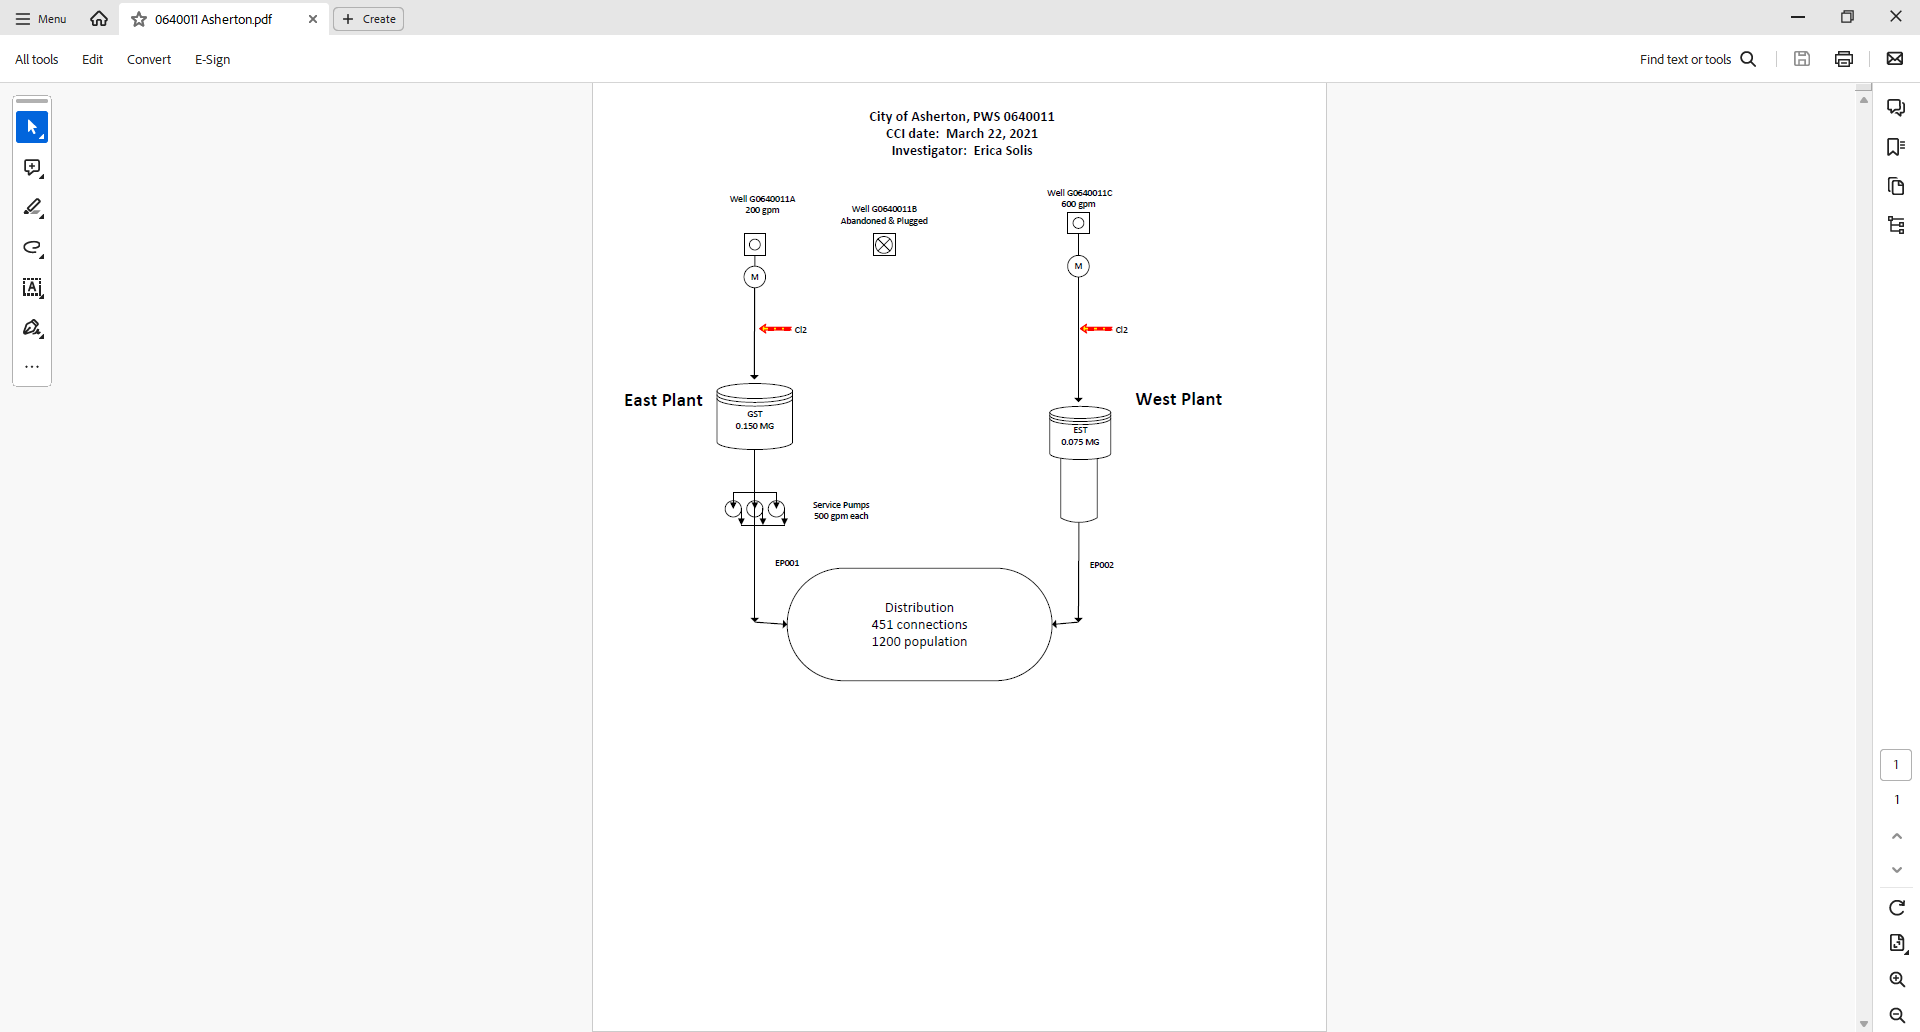 Menu
0640011 Asherton.pdf
Create
All tools
Edit
Convert
E-Sign
Find text or tools
City of Asherton, PWS 0640011
CCI date: March 22, 2021
Investigator: Erica Solis
Well G0640011A
200 gpm
Well G0640011B
Abandoned & Plugged
Well G0640011C
600 gpm
M
M
Cl2
Cl2
East Plant
GST
0.150 MG
West Plant
EST
0.075 MG
Service Pumps
500 gpm each
EP001
EP002
Distribution
451 connections
1200 population
1
1